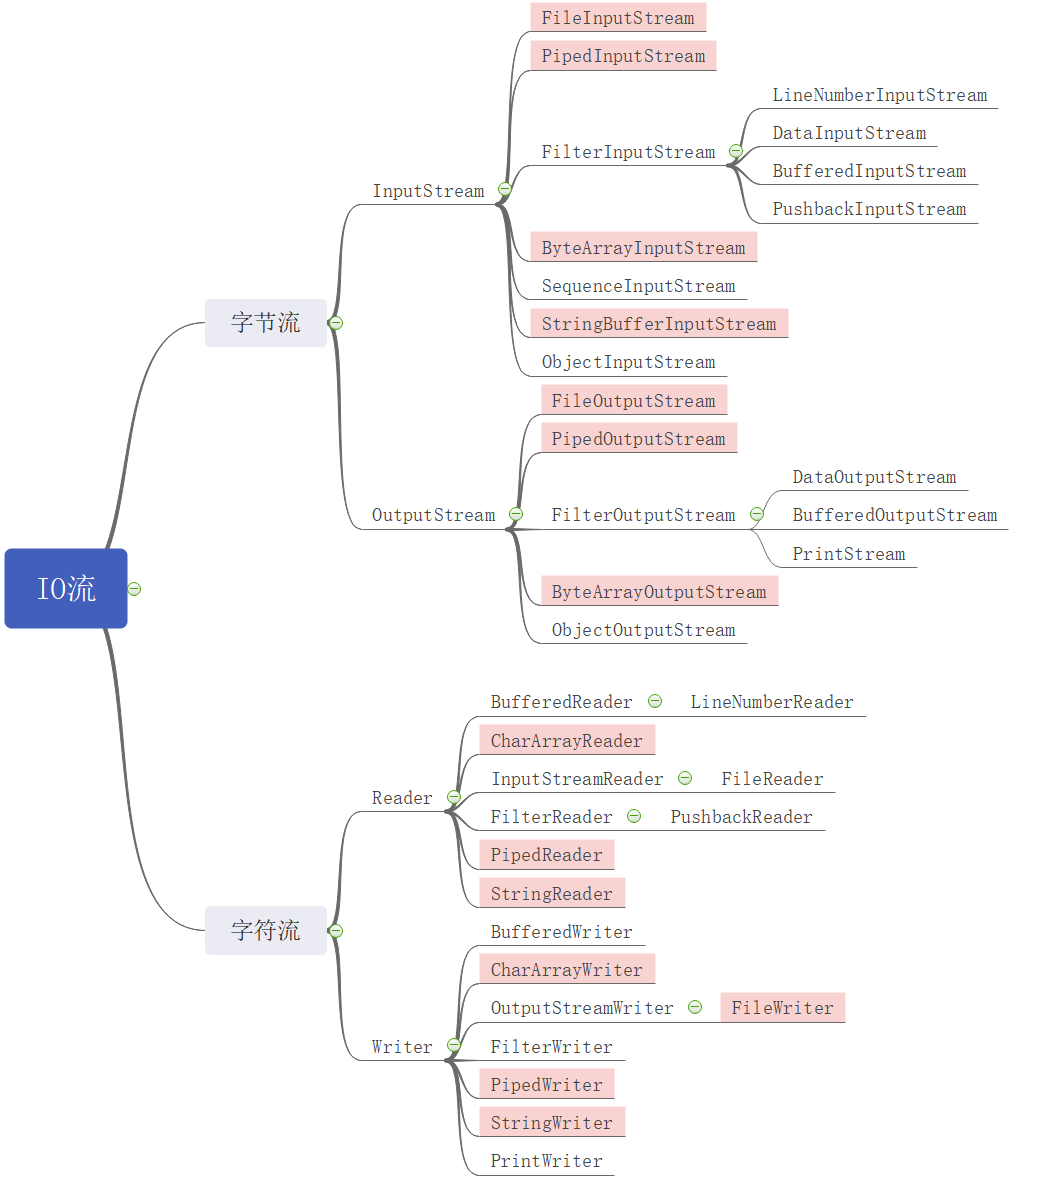 IO流
字节流
InputStream
FileInputStream
PipedInputStream
FilterInputStream
LineNumberInputStream
DataInputStream
BufferedInputStream
PushbackInputStream
ByteArrayInputStream
SequenceInputStream
StringBufferInputStream
ObjectInputStream
OutputStream
FileOutputStream
PipedOutputStream
FilterOutputStream
DataOutputStream
BufferedOutputStream
PrintStream
ByteArrayOutputStream
ObjectOutputStream
字符流
Reader
BufferedReader
LineNumberReader
CharArrayReader
InputStreamReader
FileReader
FilterReader
PushbackReader
PipedReader
StringReader
Writer
BufferedWriter
CharArrayWriter
OutputStreamWriter
FileWriter
FilterWriter
PipedWriter
StringWriter
PrintWriter